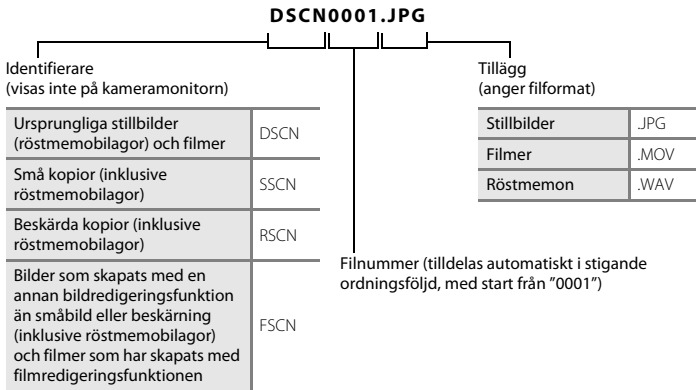 DSCN0001.JPG
Identifierare
(visas inte på kameramonitorn)
Ursprungliga stillbilder
(röstmemobilagor) och filmer
DSCN
Små kopior (inklusive
röstmemobilagor)
SSCN
Beskärda kopior (inklusive
röstmemobilagor)
RSCN
Bilder som skapats med en
annan bildredigeringsfunktion
än småbild eller beskärning
(inklusive röstmemobilagor)
och filmer som har skapats med
filmredigeringsfunktionen
FSCN
Tillägg
(anger filformat)
Stillbilder
.JPG
Filmer
.MOV
Röstmemon
.WAV
Filnummer (tilldelas automatiskt i stigande
ordningsföljd, med start från ”0001”)